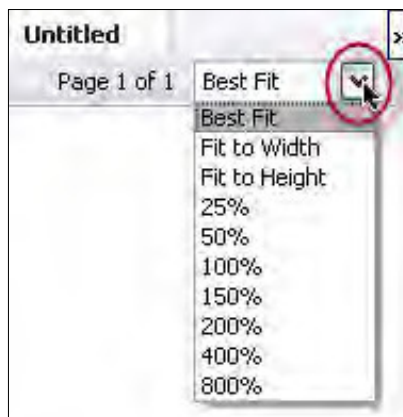 Untitled
»
Page 1 of 1 Best Fit
Best Fit
Fit to Width
Fit to Height
25%
50%
100%
150%
200%
400%
800%